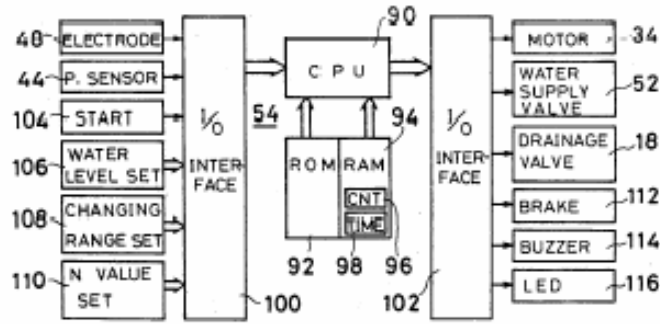 48 ELECTRODE
44 P. SENSOR
104 START
106 WATER
LEVEL SET
108 CHANGING
RANGE SET
110 N VALUE
SET
I/O
INTER
FACE
100
54
90
CPU
94
ROM RAM
CNT
TIME
92 98 96
I/O
INTER
FACE
102
MOTOR 34
WATER
SUPPLY
VALVE 52
DRAINAGE
VALVE 18
BRAKE 112
BUZZER 114
LED 116